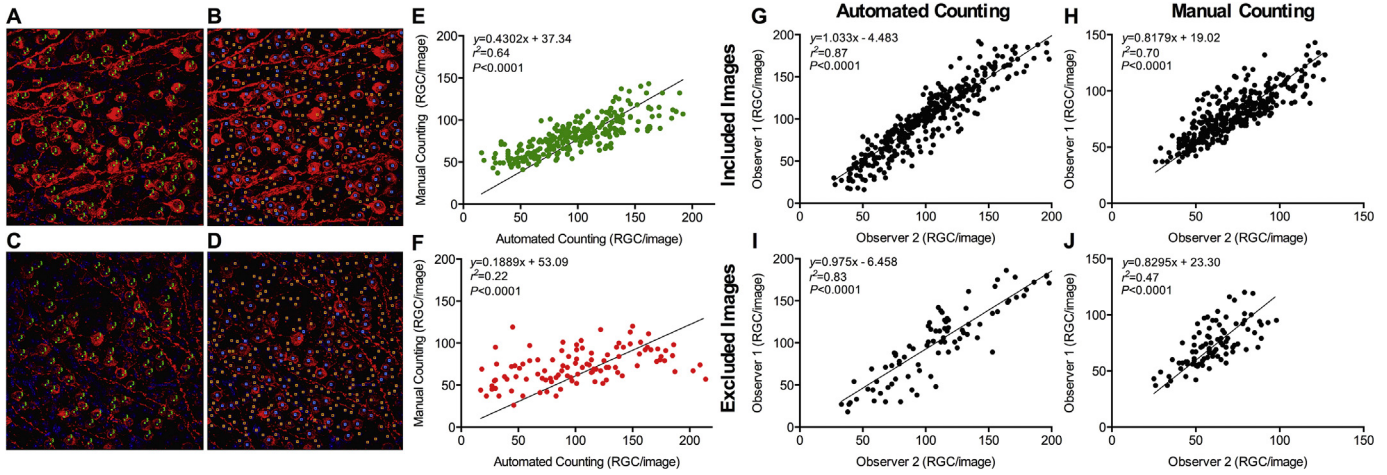 Automated Counting
Manual Counting
A
B
E
y=0.4302x + 37.34
r²=0.64
P<0.0001
200
150
100
50
0
0
50
100
150
200
Manual Counting (RGC/image)
Automated Counting (RGC/image)
Included Images
G
y=1.033x - 4.483
r²=0.87
P<0.0001
200
150
100
50
0
0
50
100
150
200
Observer 1 (RGC/image)
Observer 2 (RGC/image)
H
y=0.8179x + 19.02
r²=0.70
P<0.0001
200
150
100
50
0
0
50
100
150
Observer 1 (RGC/image)
Observer 2 (RGC/image)
C
D
F
y=0.1889x + 53.09
r²=0.22
P<0.0001
200
150
100
50
0
0
50
100
150
200
Manual Counting (RGC/image)
Automated Counting (RGC/image)
Excluded Images
I
y=0.975x - 6.458
r²=0.83
P<0.0001
200
150
100
50
0
0
50
100
150
200
Observer 1 (RGC/image)
Observer 2 (RGC/image)
J
y=0.8295x + 23.30
r²=0.47
P<0.0001
200
150
100
50
0
0
50
100
150
Observer 1 (RGC/image)
Observer 2 (RGC/image)